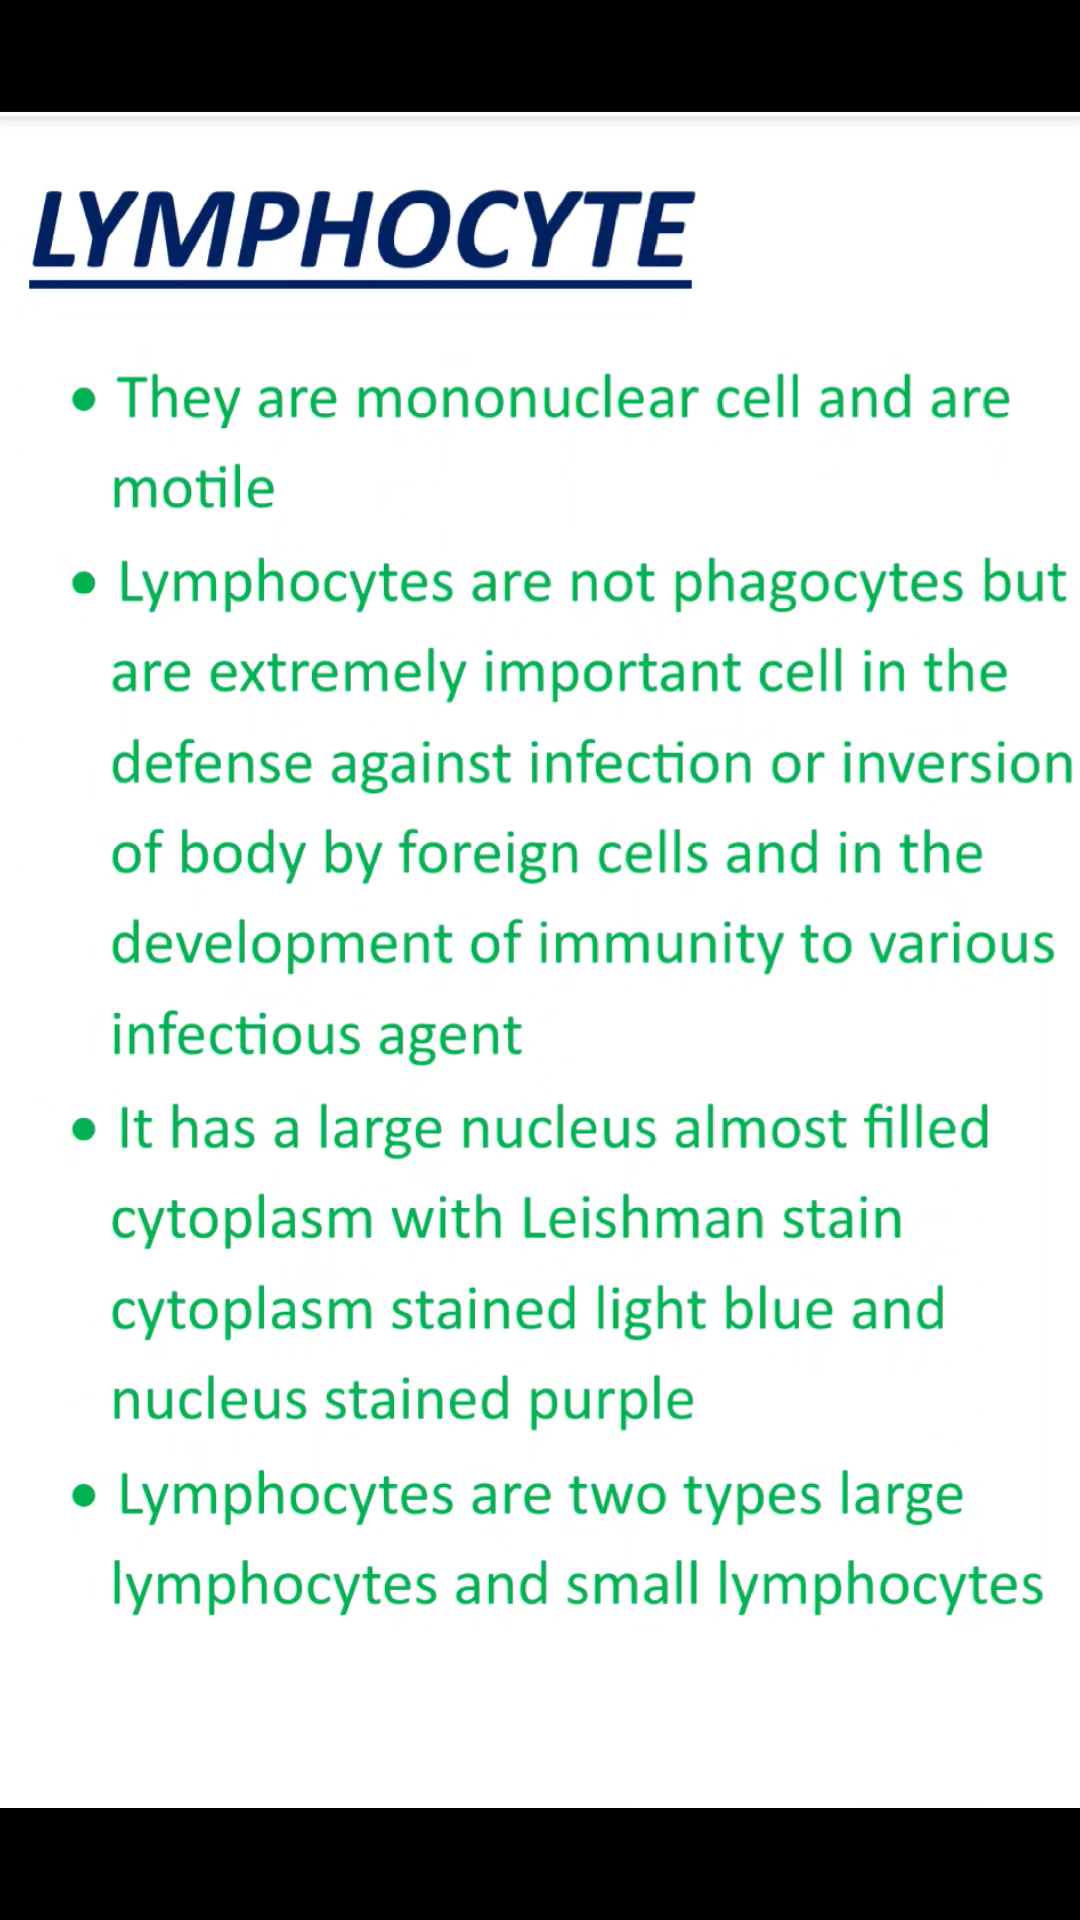 LYMPHOCYTE
• They are mononuclear cell and are
motile
• Lymphocytes are not phagocytes but
are extremely important cell in the
defense against infection or inversion
of body by foreign cells and in the
development of immunity to various
infectious agent
• It has a large nucleus almost filled
cytoplasm with Leishman stain
cytoplasm stained light blue and
nucleus stained purple
• Lymphocytes are two types large
lymphocytes and small lymphocytes